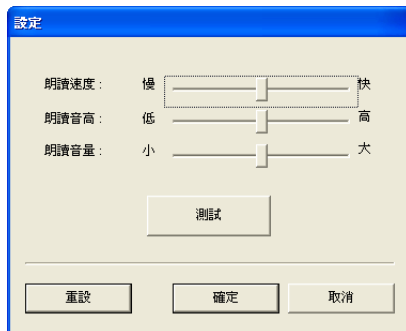 設定
朗讀速度： 慢 快
朗讀音高： 低 高
朗讀音量： 小 大
測試
重設 確定 取消